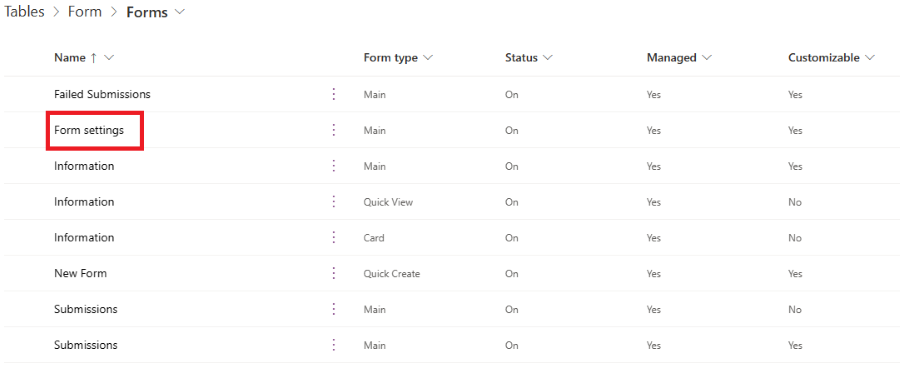 Tables > Form > Forms
Name ↑ Form type Status Managed Customizable
Failed Submissions Main On Yes Yes
Form settings Main On Yes Yes
Information Main On Yes Yes
Information Quick View On Yes No
Information Card On Yes No
New Form Quick Create On Yes Yes
Submissions Main On Yes No
Submissions Main On Yes Yes